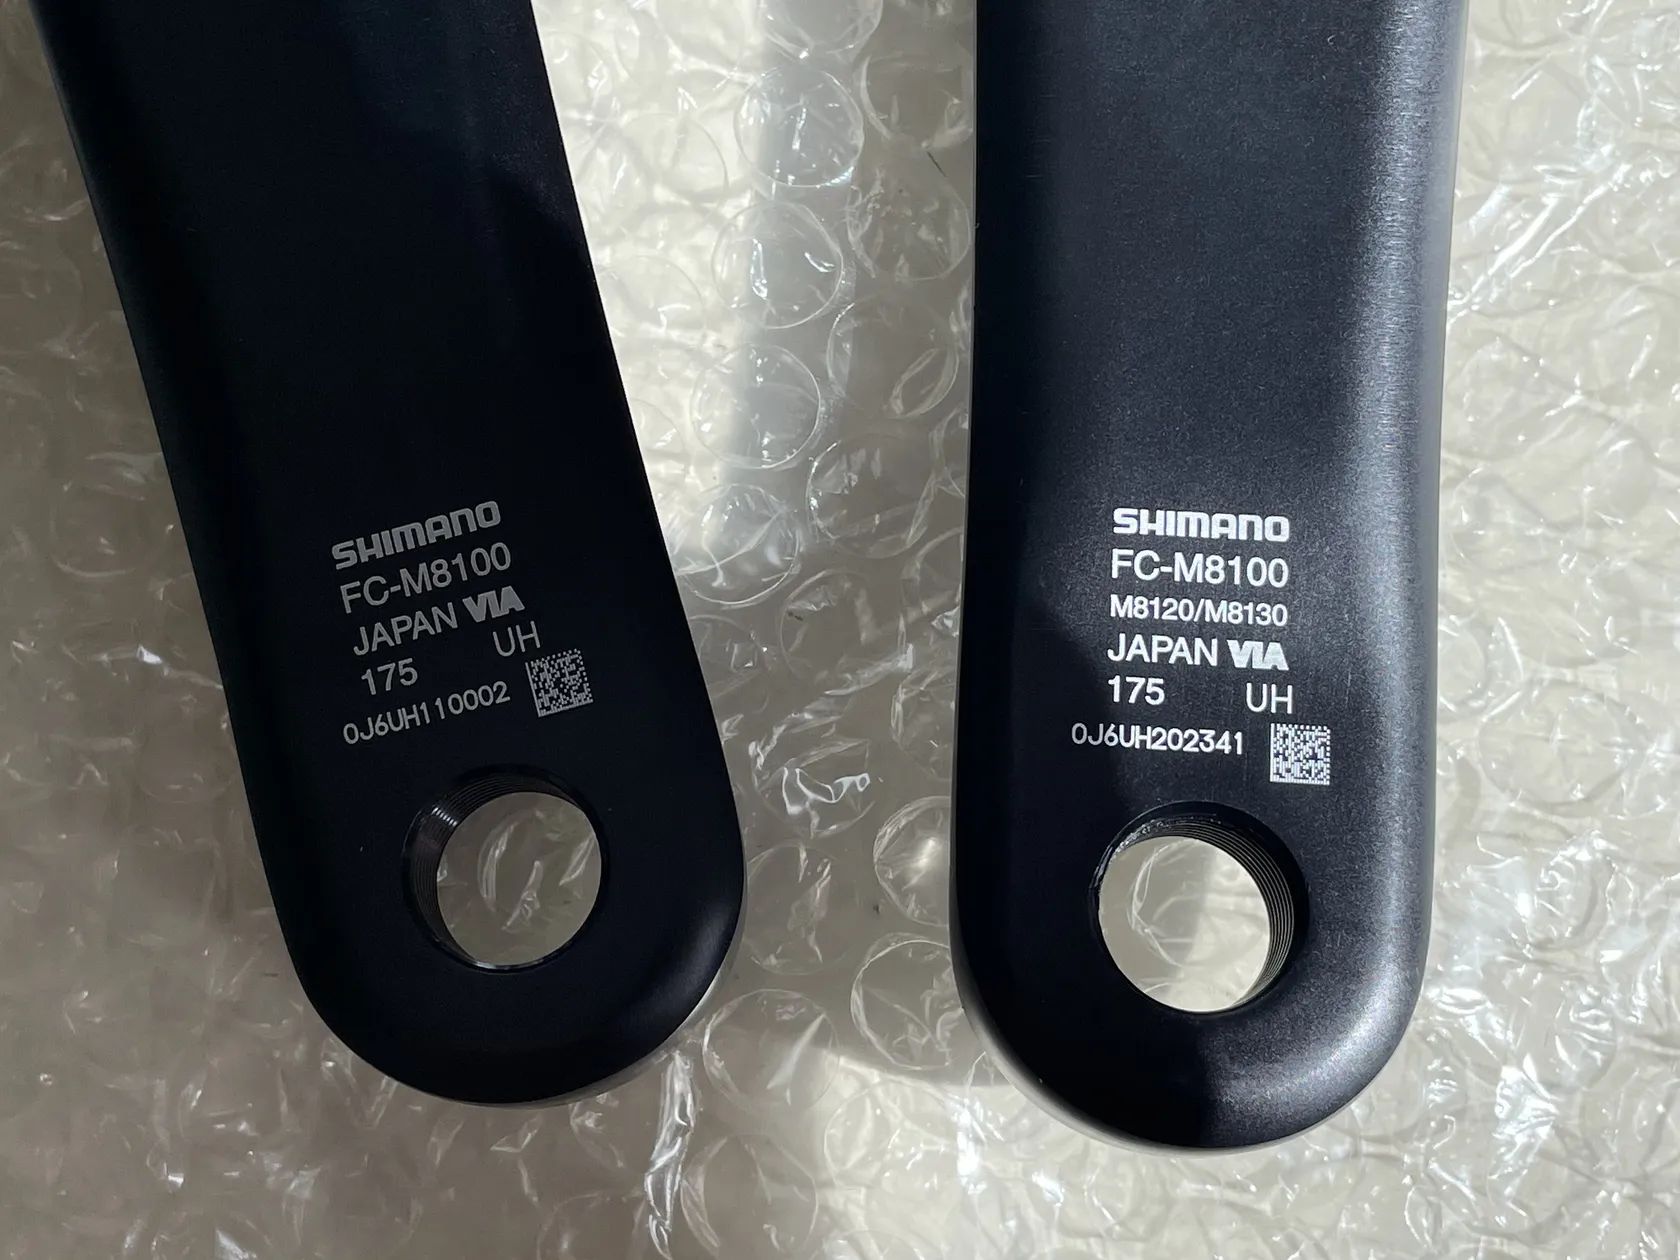 SHIMANO
FC-M8100
JAPAN VIA
175 UH
0J6UH110002
SHIMANO
FC-M8100
M8120/M8130
JAPAN VIA
175 UH
0J6UH202341